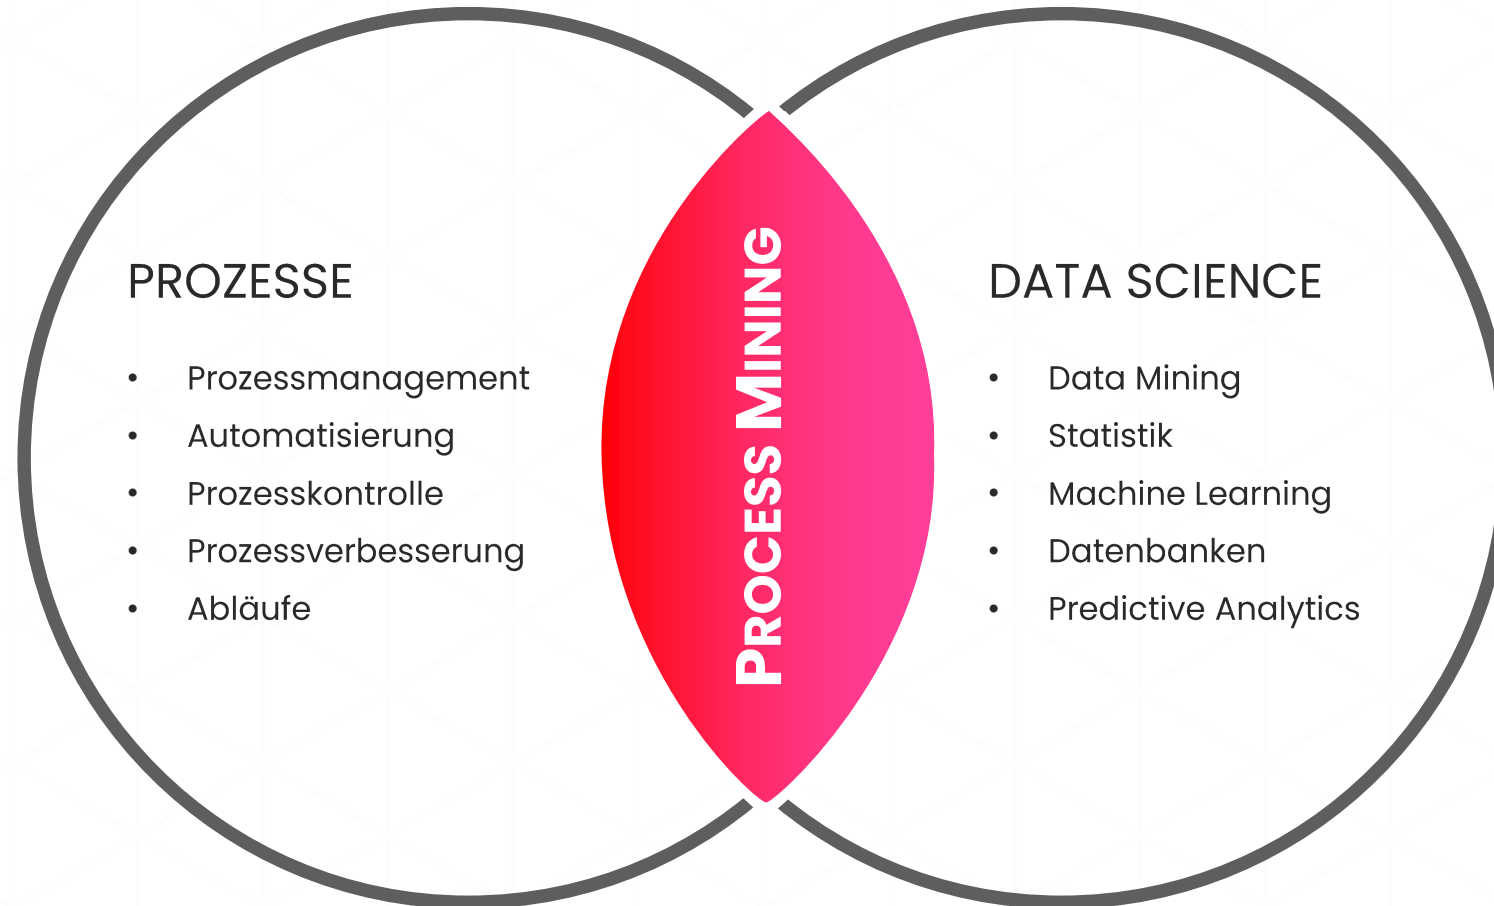 PROZESSE
• Prozessmanagement
• Automatisierung
• Prozesskontrolle
• Prozessverbesserung
• Abläufe
PROCESS MINING
DATA SCIENCE
• Data Mining
• Statistik
• Machine Learning
• Datenbanken
• Predictive Analytics